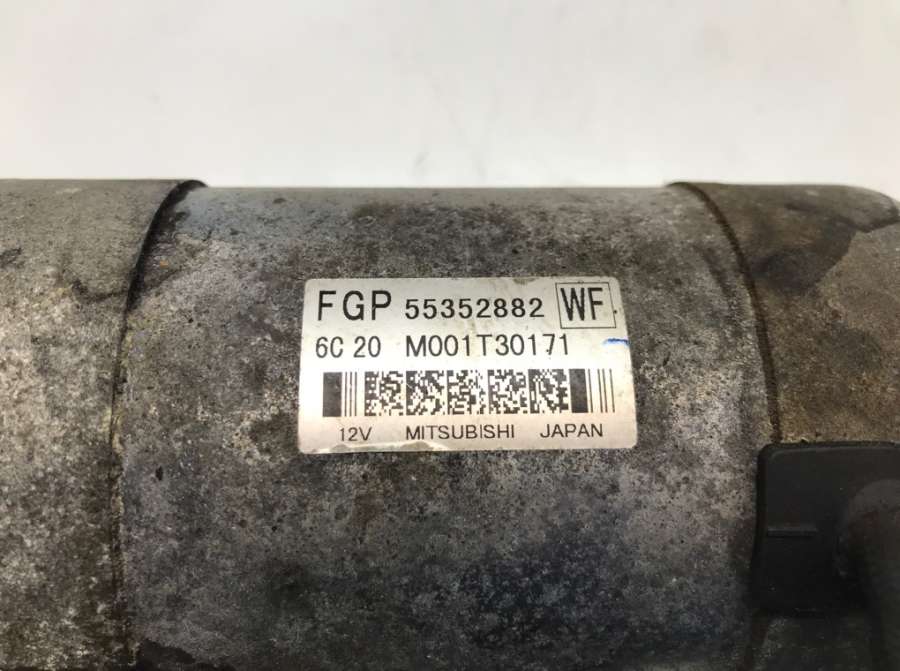 FGP 55352882 WF
6C 20 M001T30171
12V MITSUBISHI JAPAN